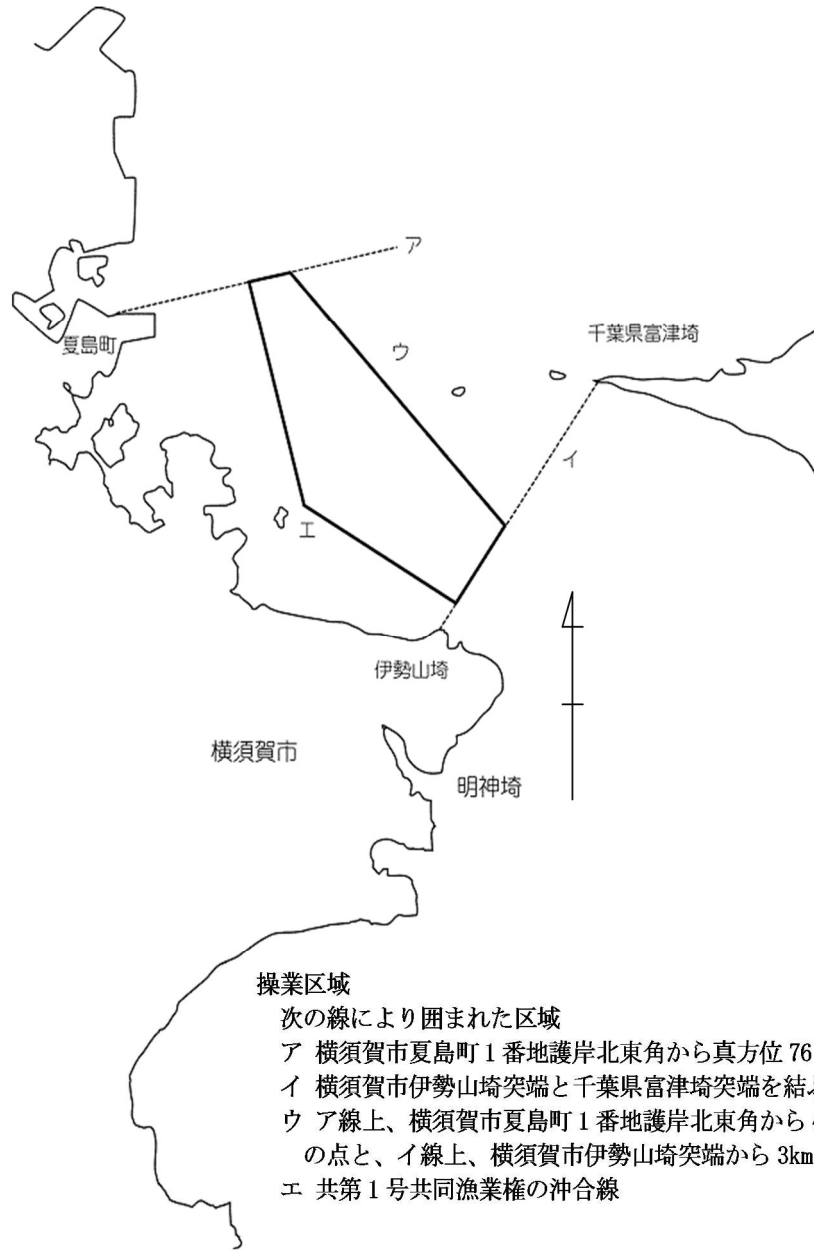 ア
夏島町
ウ
千葉県富津埼
イ
エ
伊勢山埼
横須賀市
明神埼
操業区域
次の線により囲まれた区域
ア 横須賀市夏島町1番地護岸北東角から真方位 76
イ 横須賀市伊勢山埼突端と千葉県富津埼突端を結
ウ ア線上、横須賀市夏島町1番地護岸北東角から
の点と、イ線上、横須賀市伊勢山埼突端から 3km
エ 共第1号共同漁業権の沖合線